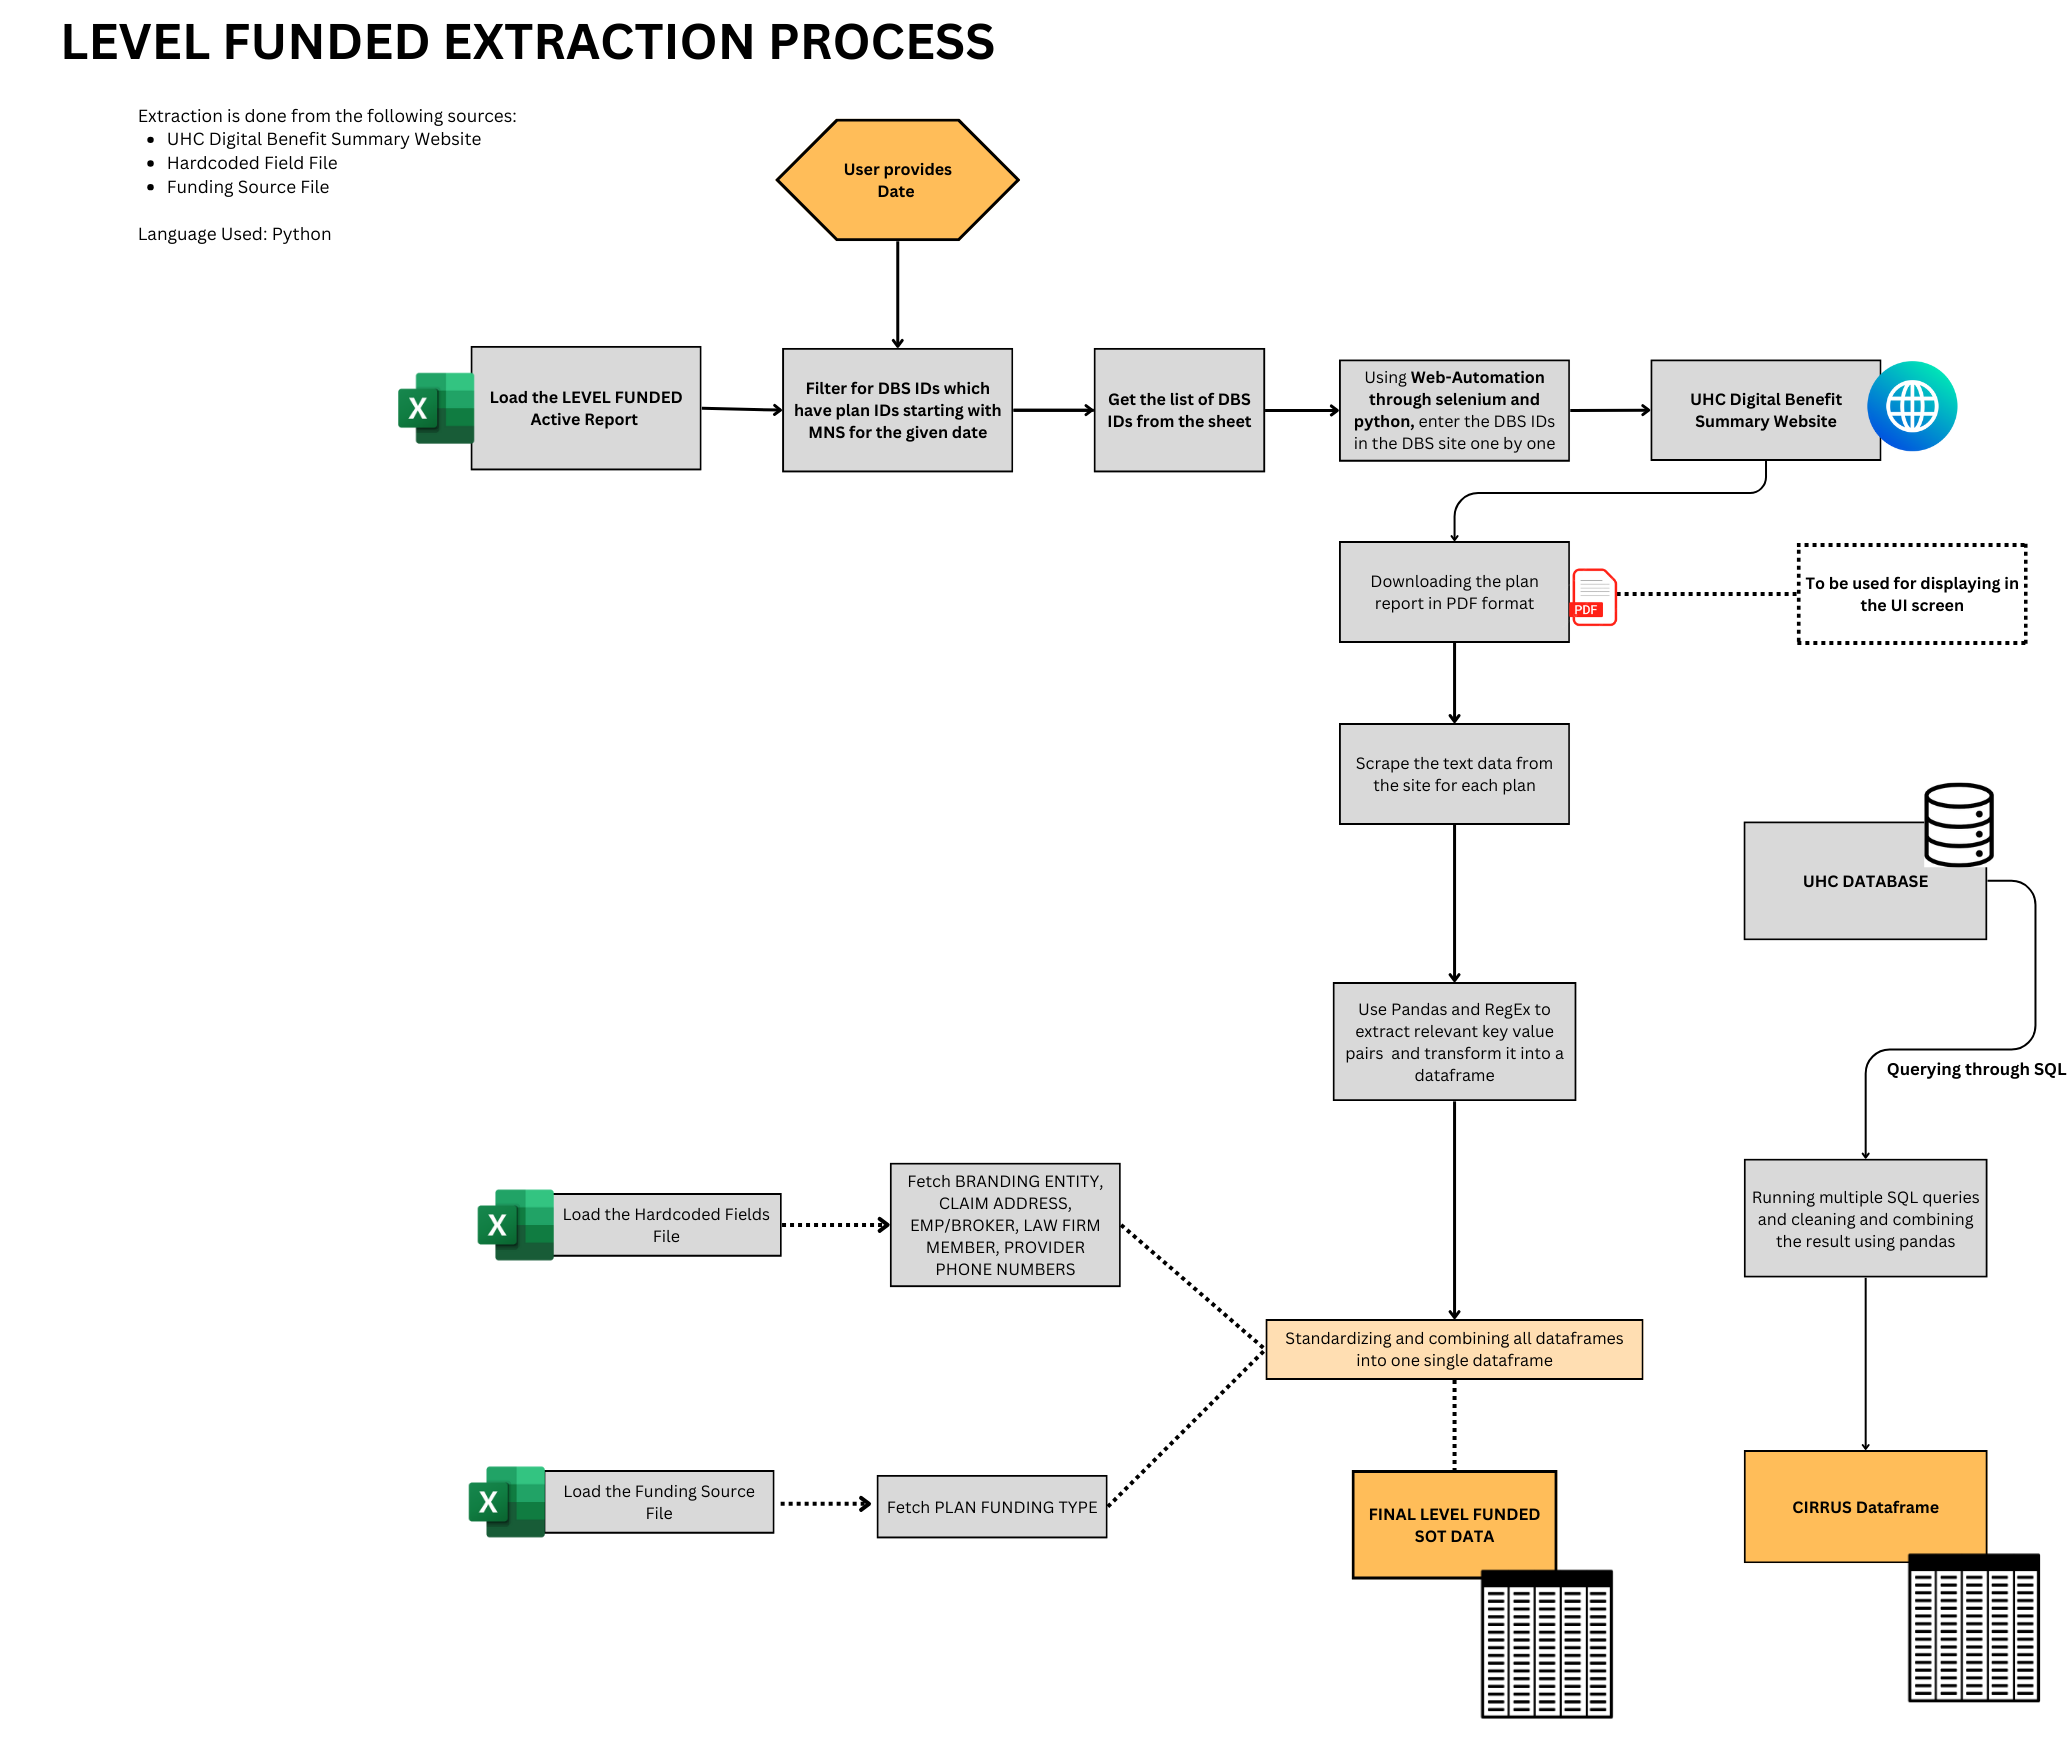 LEVEL FUNDED EXTRACTION PROCESS
Extraction is done from the following sources:
UHC Digital Benefit Summary Website
Hardcoded Field File
Funding Source File
Language Used: Python
User provides
Date
X
Load the LEVEL FUNDED
Active Report
Filter for DBS IDs which
have plan IDs starting with
MNS for the given date
Get the list of DBS
IDs from the sheet
Using Web-Automation
through selenium and
python, enter the DBS IDs
in the DBS site one by one
UHC Digital Benefit
Summary Website
Downloading the plan
report in PDF format
PDF
To be used for displaying in
the UI screen
Scrape the text data from
the site for each plan
UHC DATABASE
Use Pandas and RegEx to
extract relevant key value
pairs  and transform it into a
dataframe
Querying through SQL
X
Load the Hardcoded Fields
File
Fetch BRANDING ENTITY,
CLAIM ADDRESS,
EMP/BROKER, LAW FIRM
MEMBER, PROVIDER
PHONE NUMBERS
Running multiple SQL queries
and cleaning and combining
the result using pandas
Standardizing and combining all dataframes
into one single dataframe
X
Load the Funding Source
File
Fetch PLAN FUNDING TYPE
FINAL LEVEL FUNDED
SOT DATA
CIRRUS Dataframe